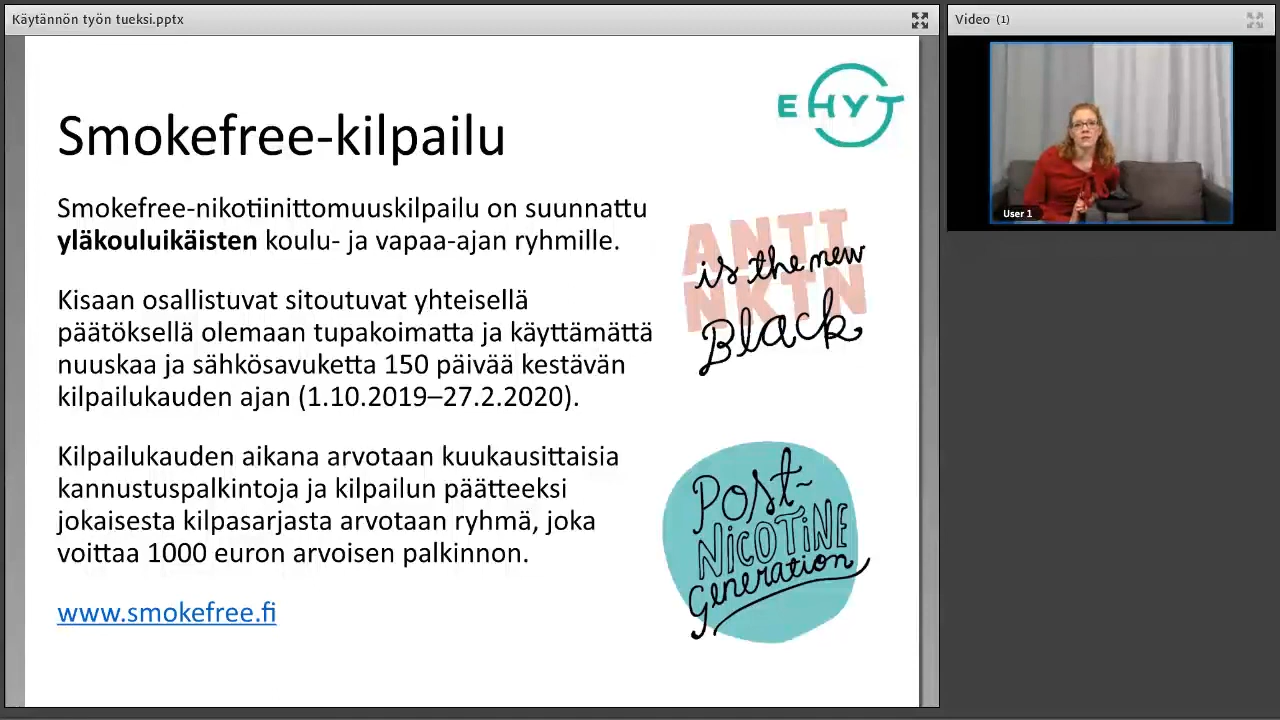 Käytännön työn tueksi.pptx
Video (1)
EHYT
Smokefree-kilpailu
Smokefree-nikotiinittomuuskilpailu on suunnattu
yläkouluikäisten koulu- ja vapaa-ajan ryhmille.
Kisaan osallistuvat sitoutuvat yhteisellä
päätöksellä olemaan tupakoimatta ja käyttämättä
nuuskaa ja sähkösavuketta 150 päivää kestävän
kilpailukauden ajan (1.10.2019–27.2.2020).
Kilpailukauden aikana arvotaan kuukausittaisia
kannustuspalkintoja ja kilpailun päätteeksi
jokaisesta kilpasarjasta arvotaan ryhmä, joka
voittaa 1000 euron arvoisen palkinnon.
www.smokefree.fi
ANTI
is the new
NKTN
Black
Post-
NICOTiNE
Generation
User 1